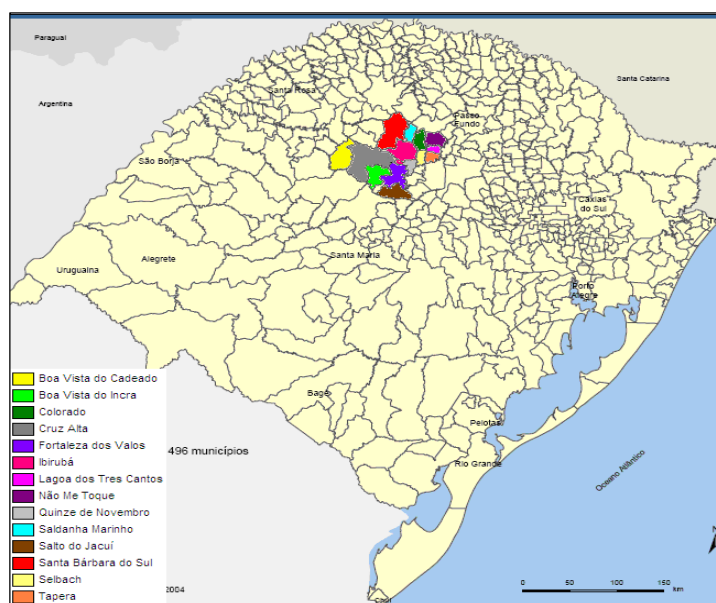 Paraguai
Santa Catarina
Argentina
Santa Rosa
Passo
Fundo
São Borja
Caxias
do Sul
Santa Maria
Alegrete
Uruguaina
Porto
Alegre
Boa Vista do Cadeado
Boa Vista do Incra
Colorado
Cruz Alta
Fortaleza dos Valos
Ibirubá
Lagoa dos Tres Cantos
Não Me Toque
Quinze de Novembro
Saldanha Marinho
Salto do Jacuí
Santa Bárbara do Sul
Selbach
Tapera
Bagé
Pelotas
496 municípios
Rio Grande
Oceano Atlântico
N
2004
0 50 100 150
km
Chuí